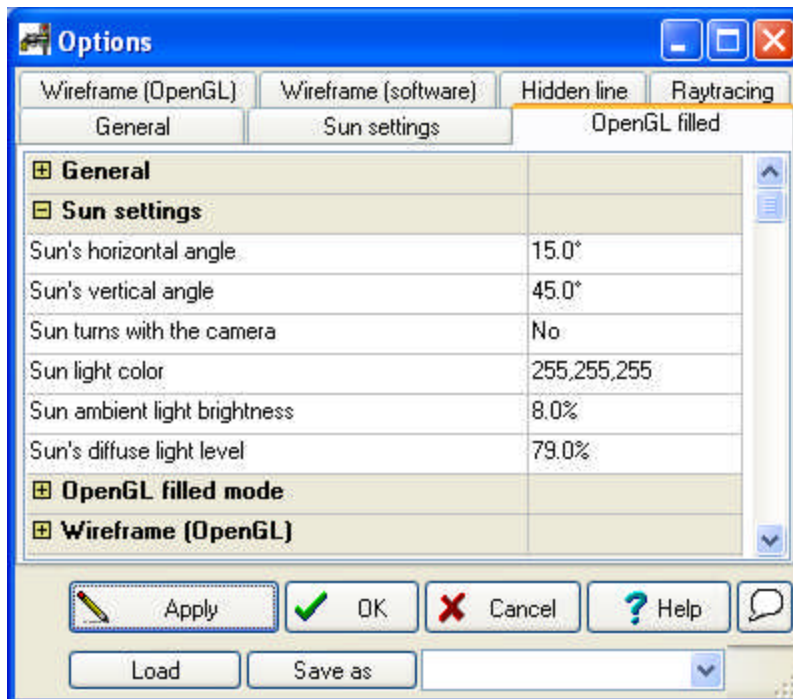 Options
Wireframe (OpenGL) Wireframe (software) Hidden line Raytracing
General Sun settings OpenGL filled
General
Sun settings
Sun's horizontal angle 15.0°
Sun's vertical angle 45.0°
Sun turns with the camera No
Sun light color 255,255,255
Sun ambient light brightness 8.0%
Sun's diffuse light level 79.0%
OpenGL filled mode
Wireframe (OpenGL)
Apply OK Cancel Help
Load Save as